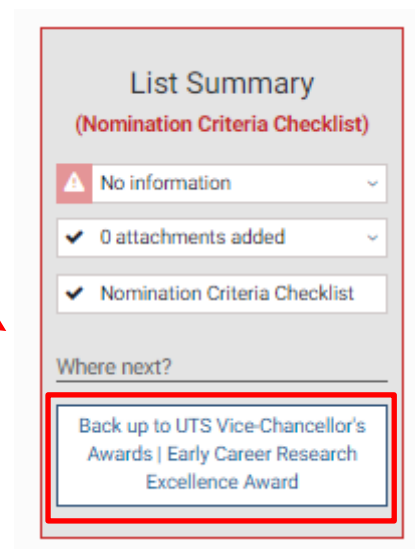 List Summary
(Nomination Criteria Checklist)
No information
0 attachments added
Nomination Criteria Checklist
Where next?
Back up to UTS Vice-Chancellor's
Awards | Early Career Research
Excellence Award